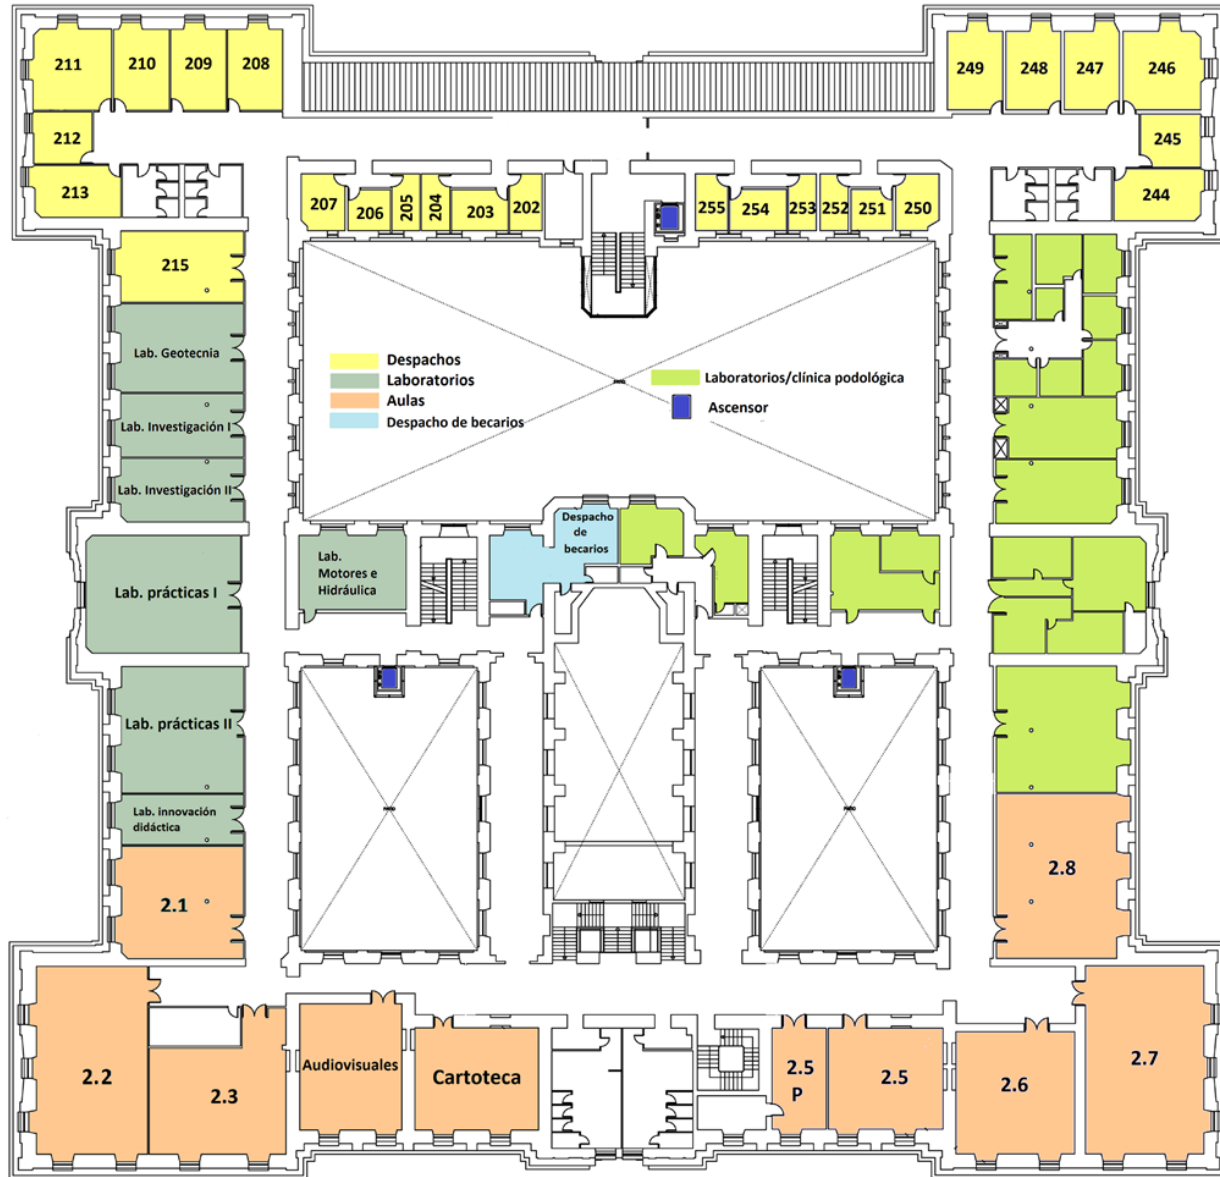 211
210
209
208
249
248
247
246
212
245
213
244
207
206
205
204
203
202
255
254
253
252
251
250
215
Lab. Geotecnia
Despachos
Laboratorios
Aulas
Despacho de becarios
Laboratorios/clínica podológica
Ascensor
Lab. Investigación I
Lab. Investigación II
Despacho
de
becarios
Lab.
Motores e
Hidráulica
Lab. prácticas I
Lab. prácticas II
Lab. innovación
didáctica
2.1
2.8
2.2
2.3
Audiovisuales
Cartoteca
2.5
P
2.5
2.6
2.7